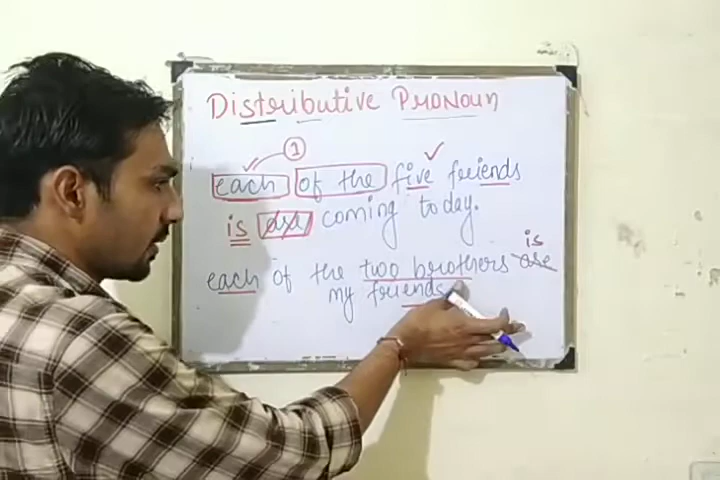 Distributive Pronoun
1
each of the five friends
is are coming today.
is
each of the two brothers are
my friends